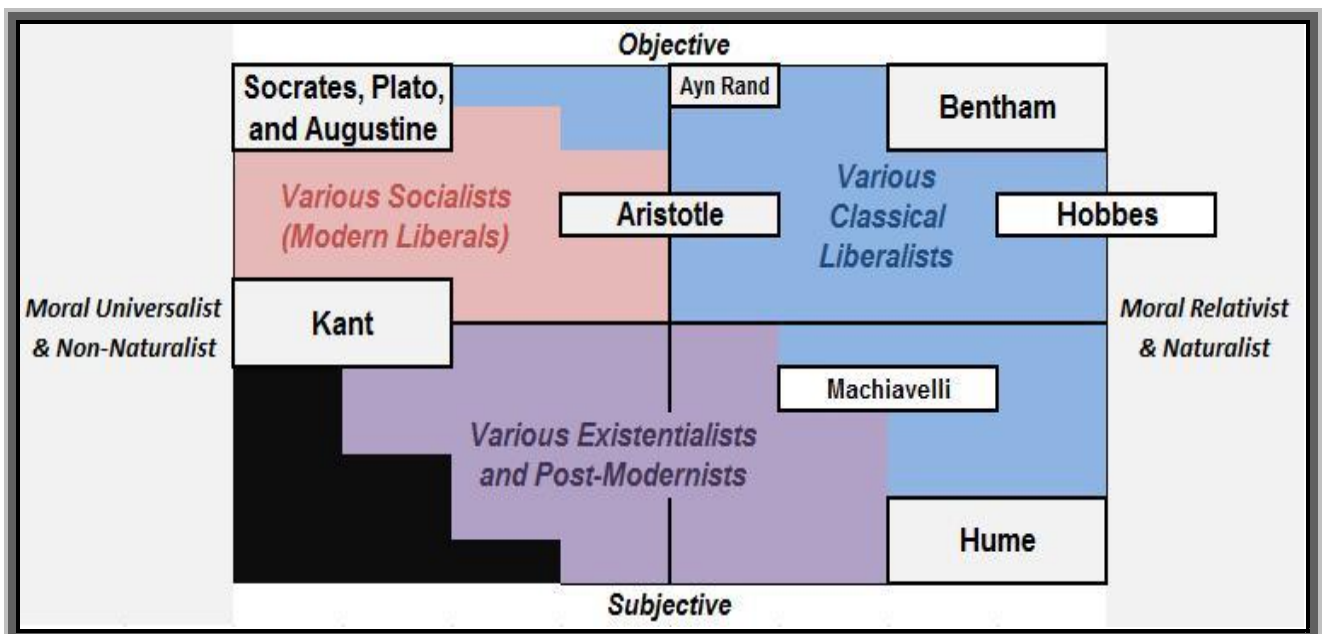 Objective
Socrates, Plato,
and Augustine
Ayn Rand
Bentham
Various Socialists
(Modern Liberals)
Aristotle
Various
Classical
Liberalists
Hobbes
Moral Universalist
& Non-Naturalist
Kant
Moral Relativist
& Naturalist
Machiavelli
Various Existentialists
and Post-Modernists
Hume
Subjective